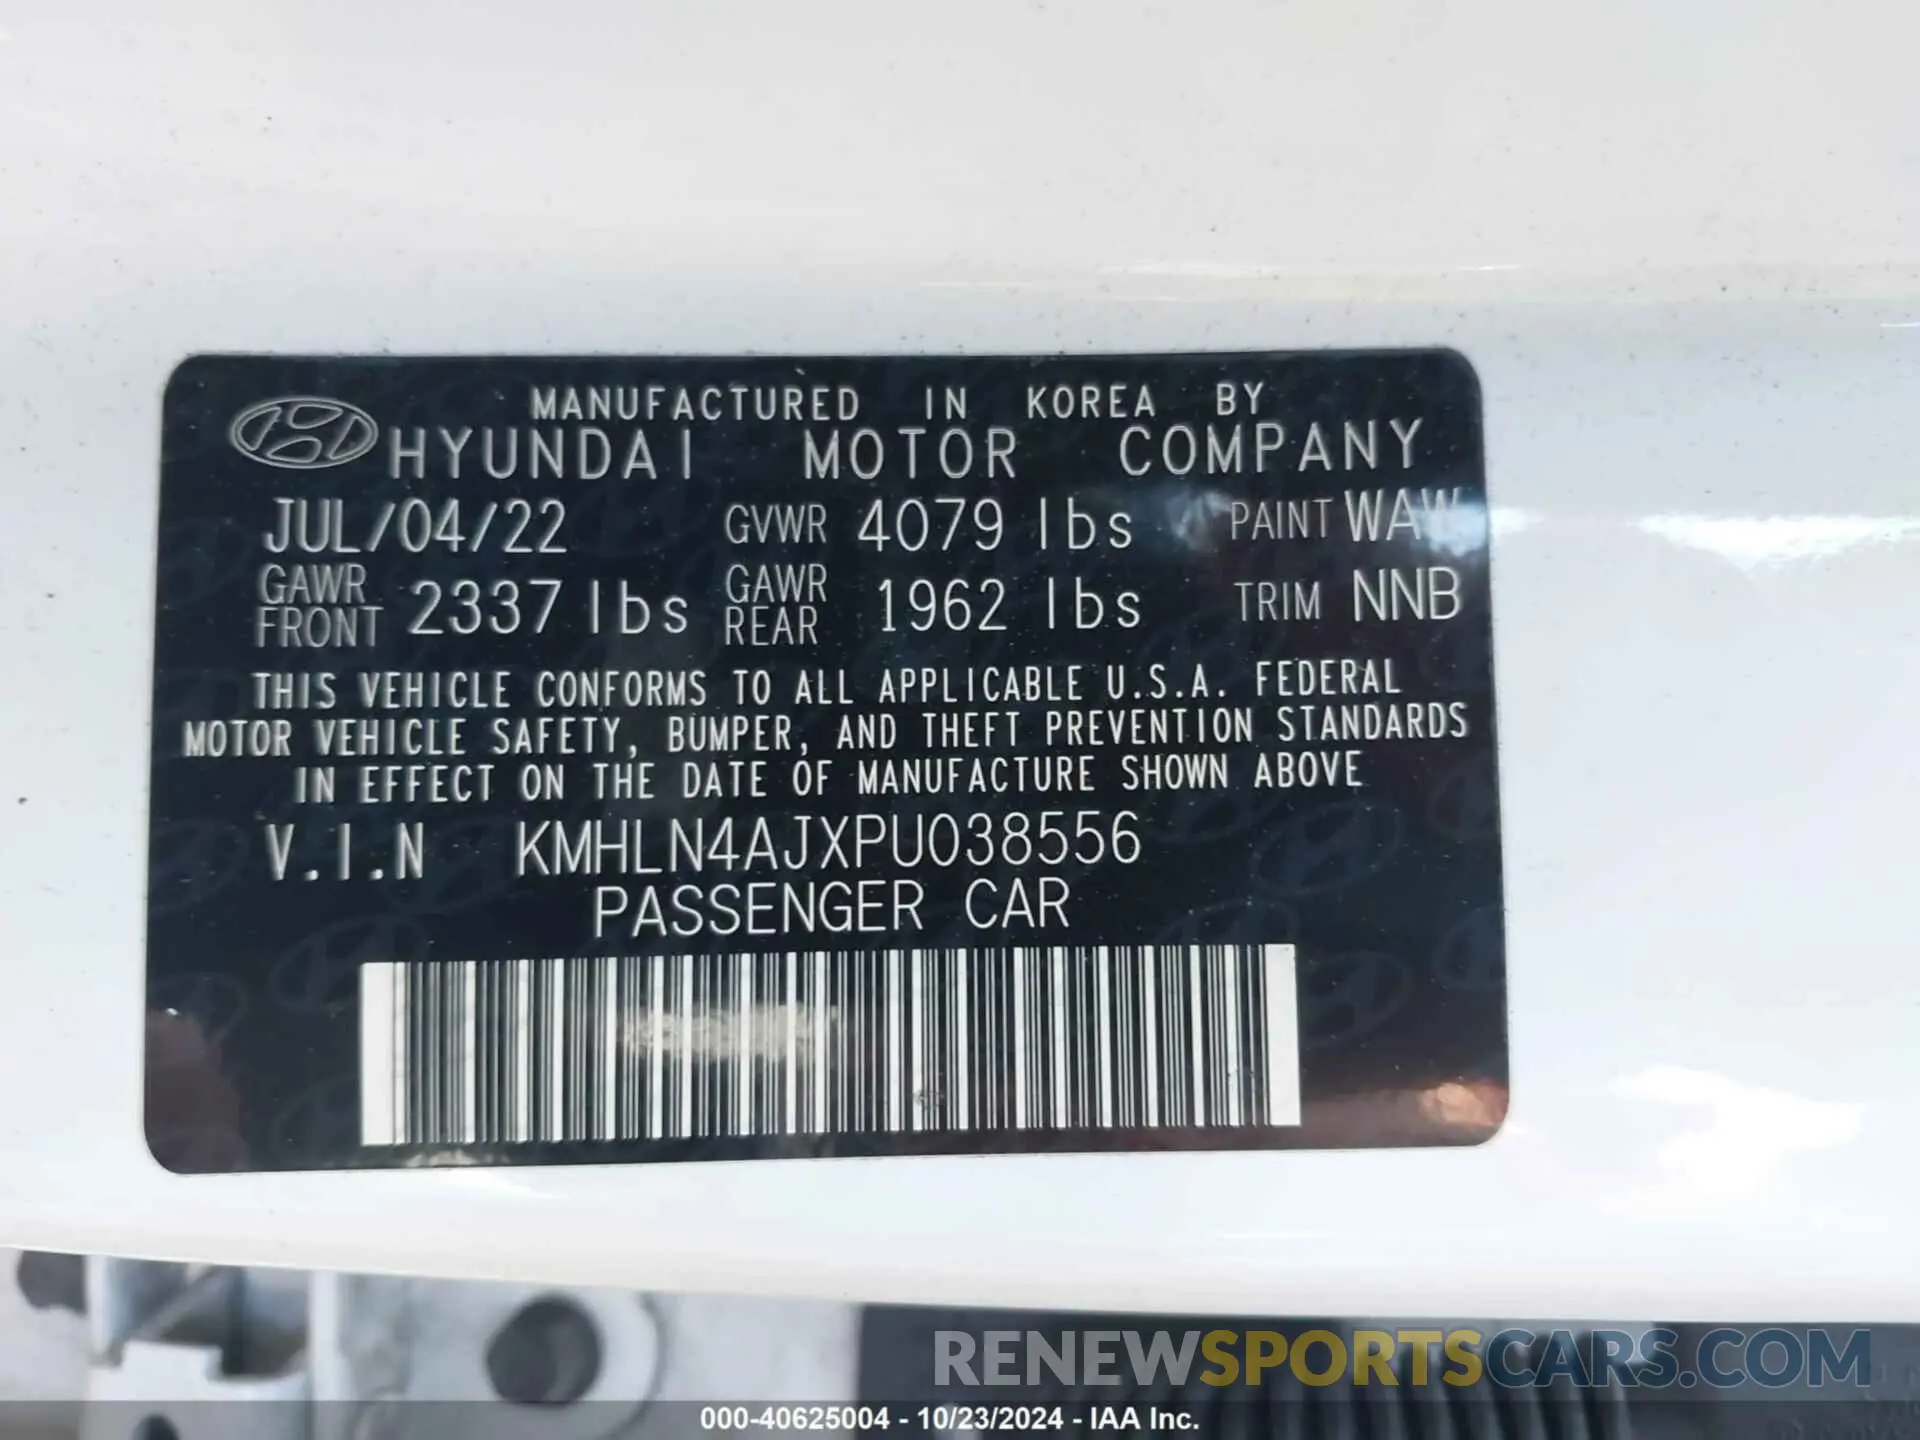 MANUFACTURED IN KOREA BY
HYUNDAI MOTOR COMPANY
JUL/04/22 GVWR 4079 lbs PAINT WAW
GAWR FRONT 2337 lbs GAWR REAR 1962 lbs TRIM NNB
THIS VEHICLE CONFORMS TO ALL APPLICABLE U.S.A. FEDERAL
MOTOR VEHICLE SAFETY, BUMPER, AND THEFT PREVENTION STANDARDS
IN EFFECT ON THE DATE OF MANUFACTURE SHOWN ABOVE
V.I.N KMHLN4AJXPU038556
PASSENGER CAR
RENEWSPORTSCARS.COM
000-40625004 - 10/23/2024 - IAA Inc.